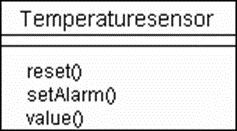 Temperaturesensor
reset()
setAlarm()
value()